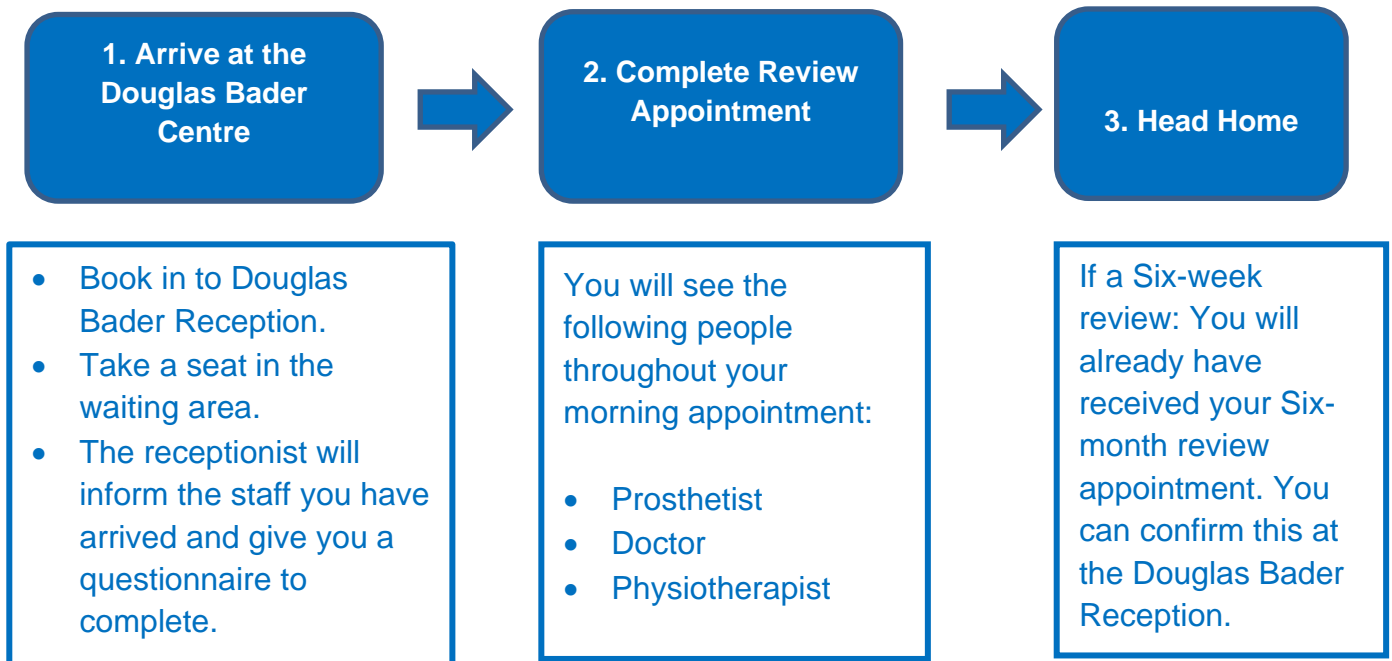 1. Arrive at the
Douglas Bader
Centre
2. Complete Review
Appointment
3. Head Home
• Book in to Douglas
Bader Reception.
• Take a seat in the
waiting area.
• The receptionist will
inform the staff you have
arrived and give you a
questionnaire to
complete.
You will see the
following people
throughout your
morning appointment:
• Prosthetist
• Doctor
• Physiotherapist
If a Six-week
review: You will
already have
received your Six-
month review
appointment. You
can confirm this at
the Douglas Bader
Reception.